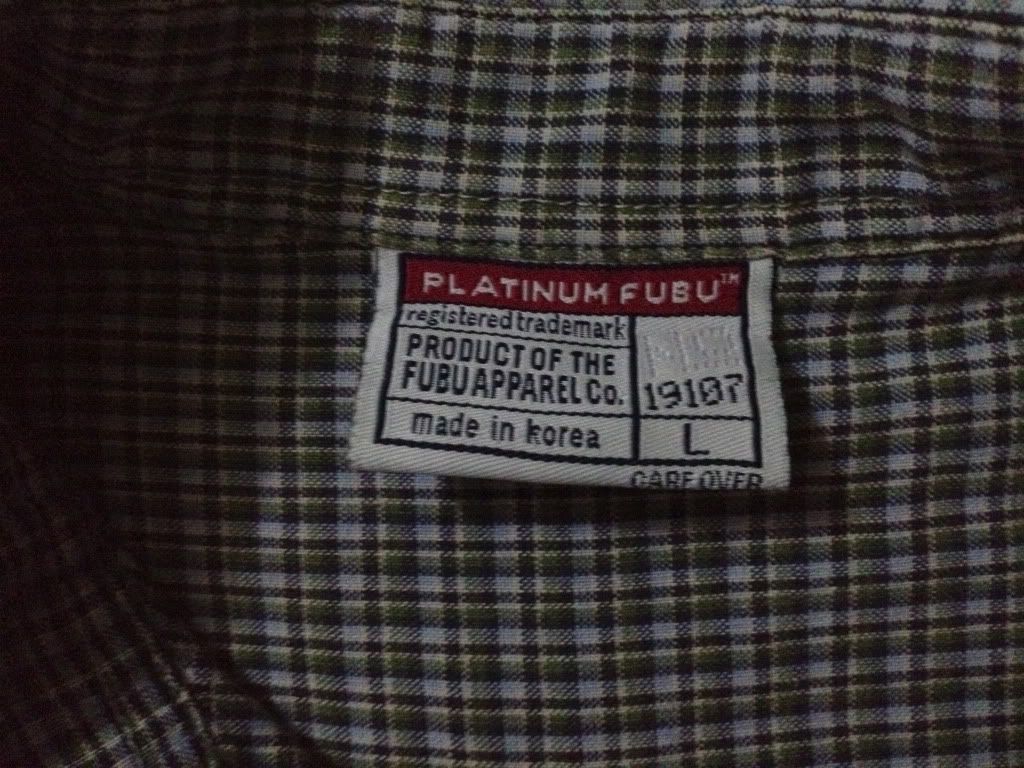 PLATINUM FUBU™
registered trademark
PRODUCT OF THE
FUBU APPAREL Co.
19107
made in korea
L
CARE OVER